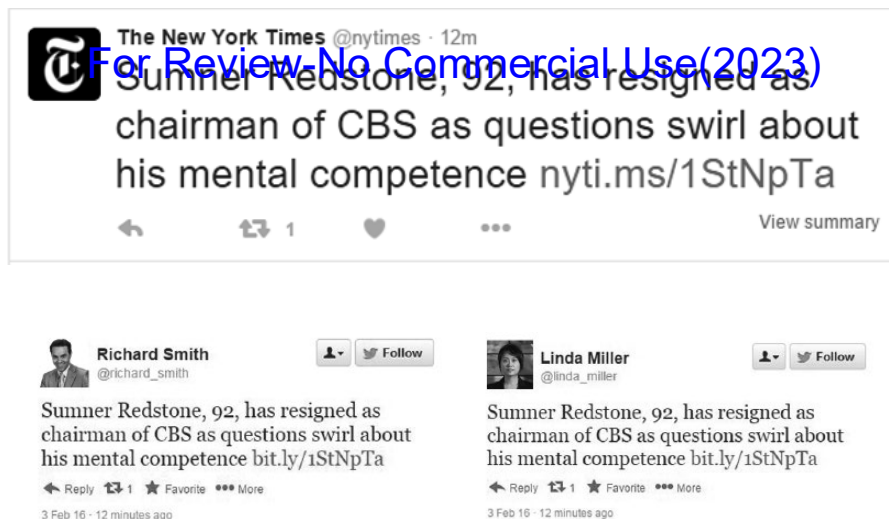 The New York Times @nytimes · 12m
For Review-No Commercial Use(2023)
Sumner Redstone, 92, has resigned as
chairman of CBS as questions swirl about
his mental competence nyti.ms/1StNpTa
1
View summary
Richard Smith
@richard_smith
Follow
Sumner Redstone, 92, has resigned as
chairman of CBS as questions swirl about
his mental competence bit.ly/1StNpTa
Reply 1 Favorite More
3 Feb 16 · 12 minutes ago
Linda Miller
@linda_miller
Follow
Sumner Redstone, 92, has resigned as
chairman of CBS as questions swirl about
his mental competence bit.ly/1StNpTa
Reply 1 Favorite More
3 Feb 16 · 12 minutes ago